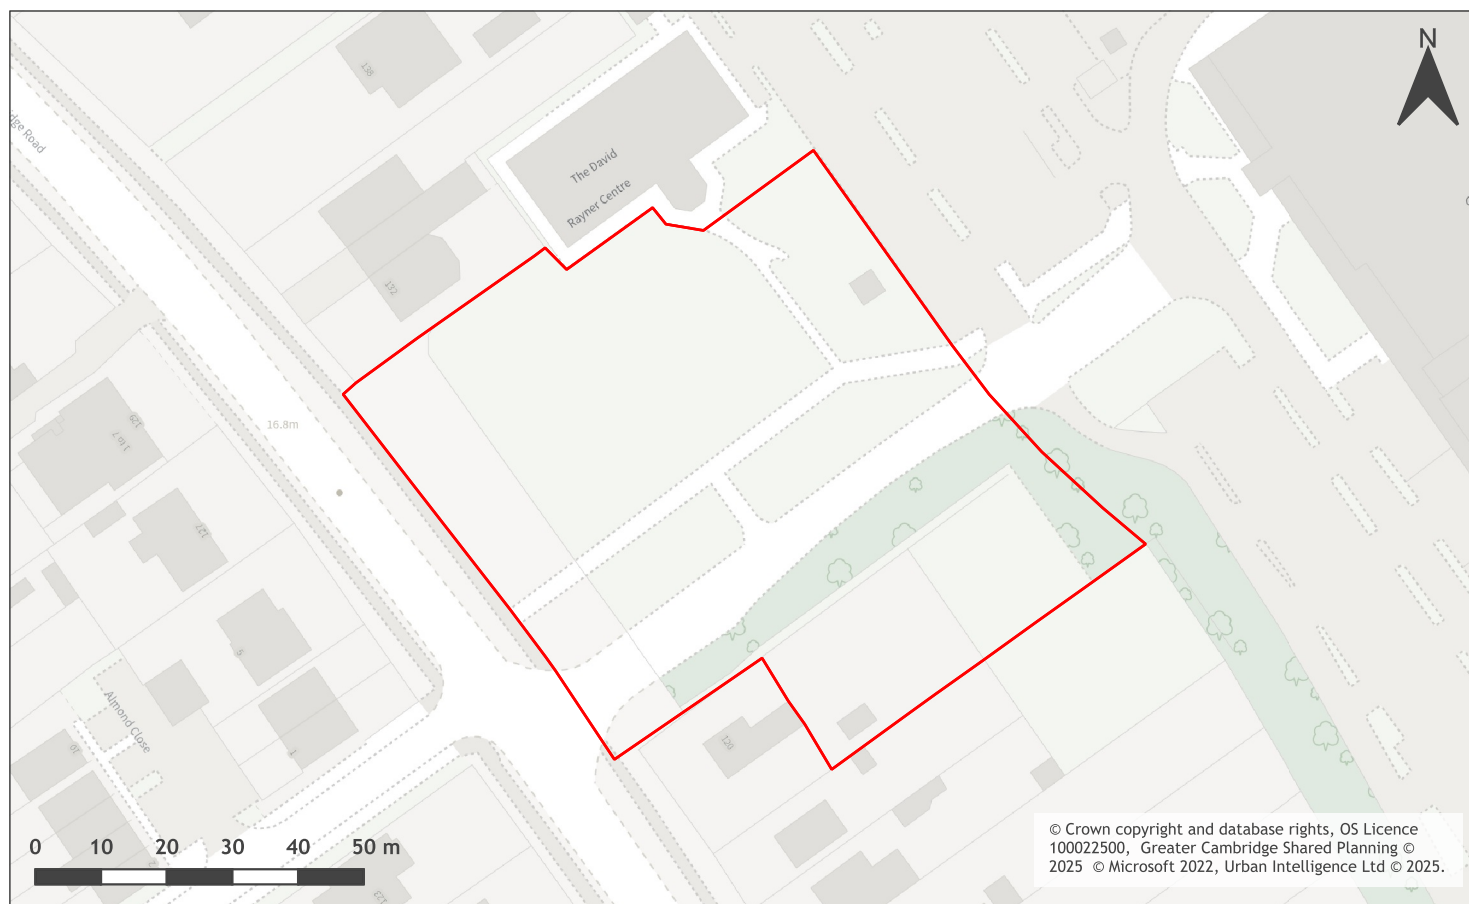 N
138
The David
Rayner Centre
dge Road
132
16.8m
129
1 to 7
127
5
1
Almond Close
10
120
123
0 10 20 30 40 50 m
© Crown copyright and database rights, OS Licence
100022500, Greater Cambridge Shared Planning ©
2025 © Microsoft 2022, Urban Intelligence Ltd © 2025.